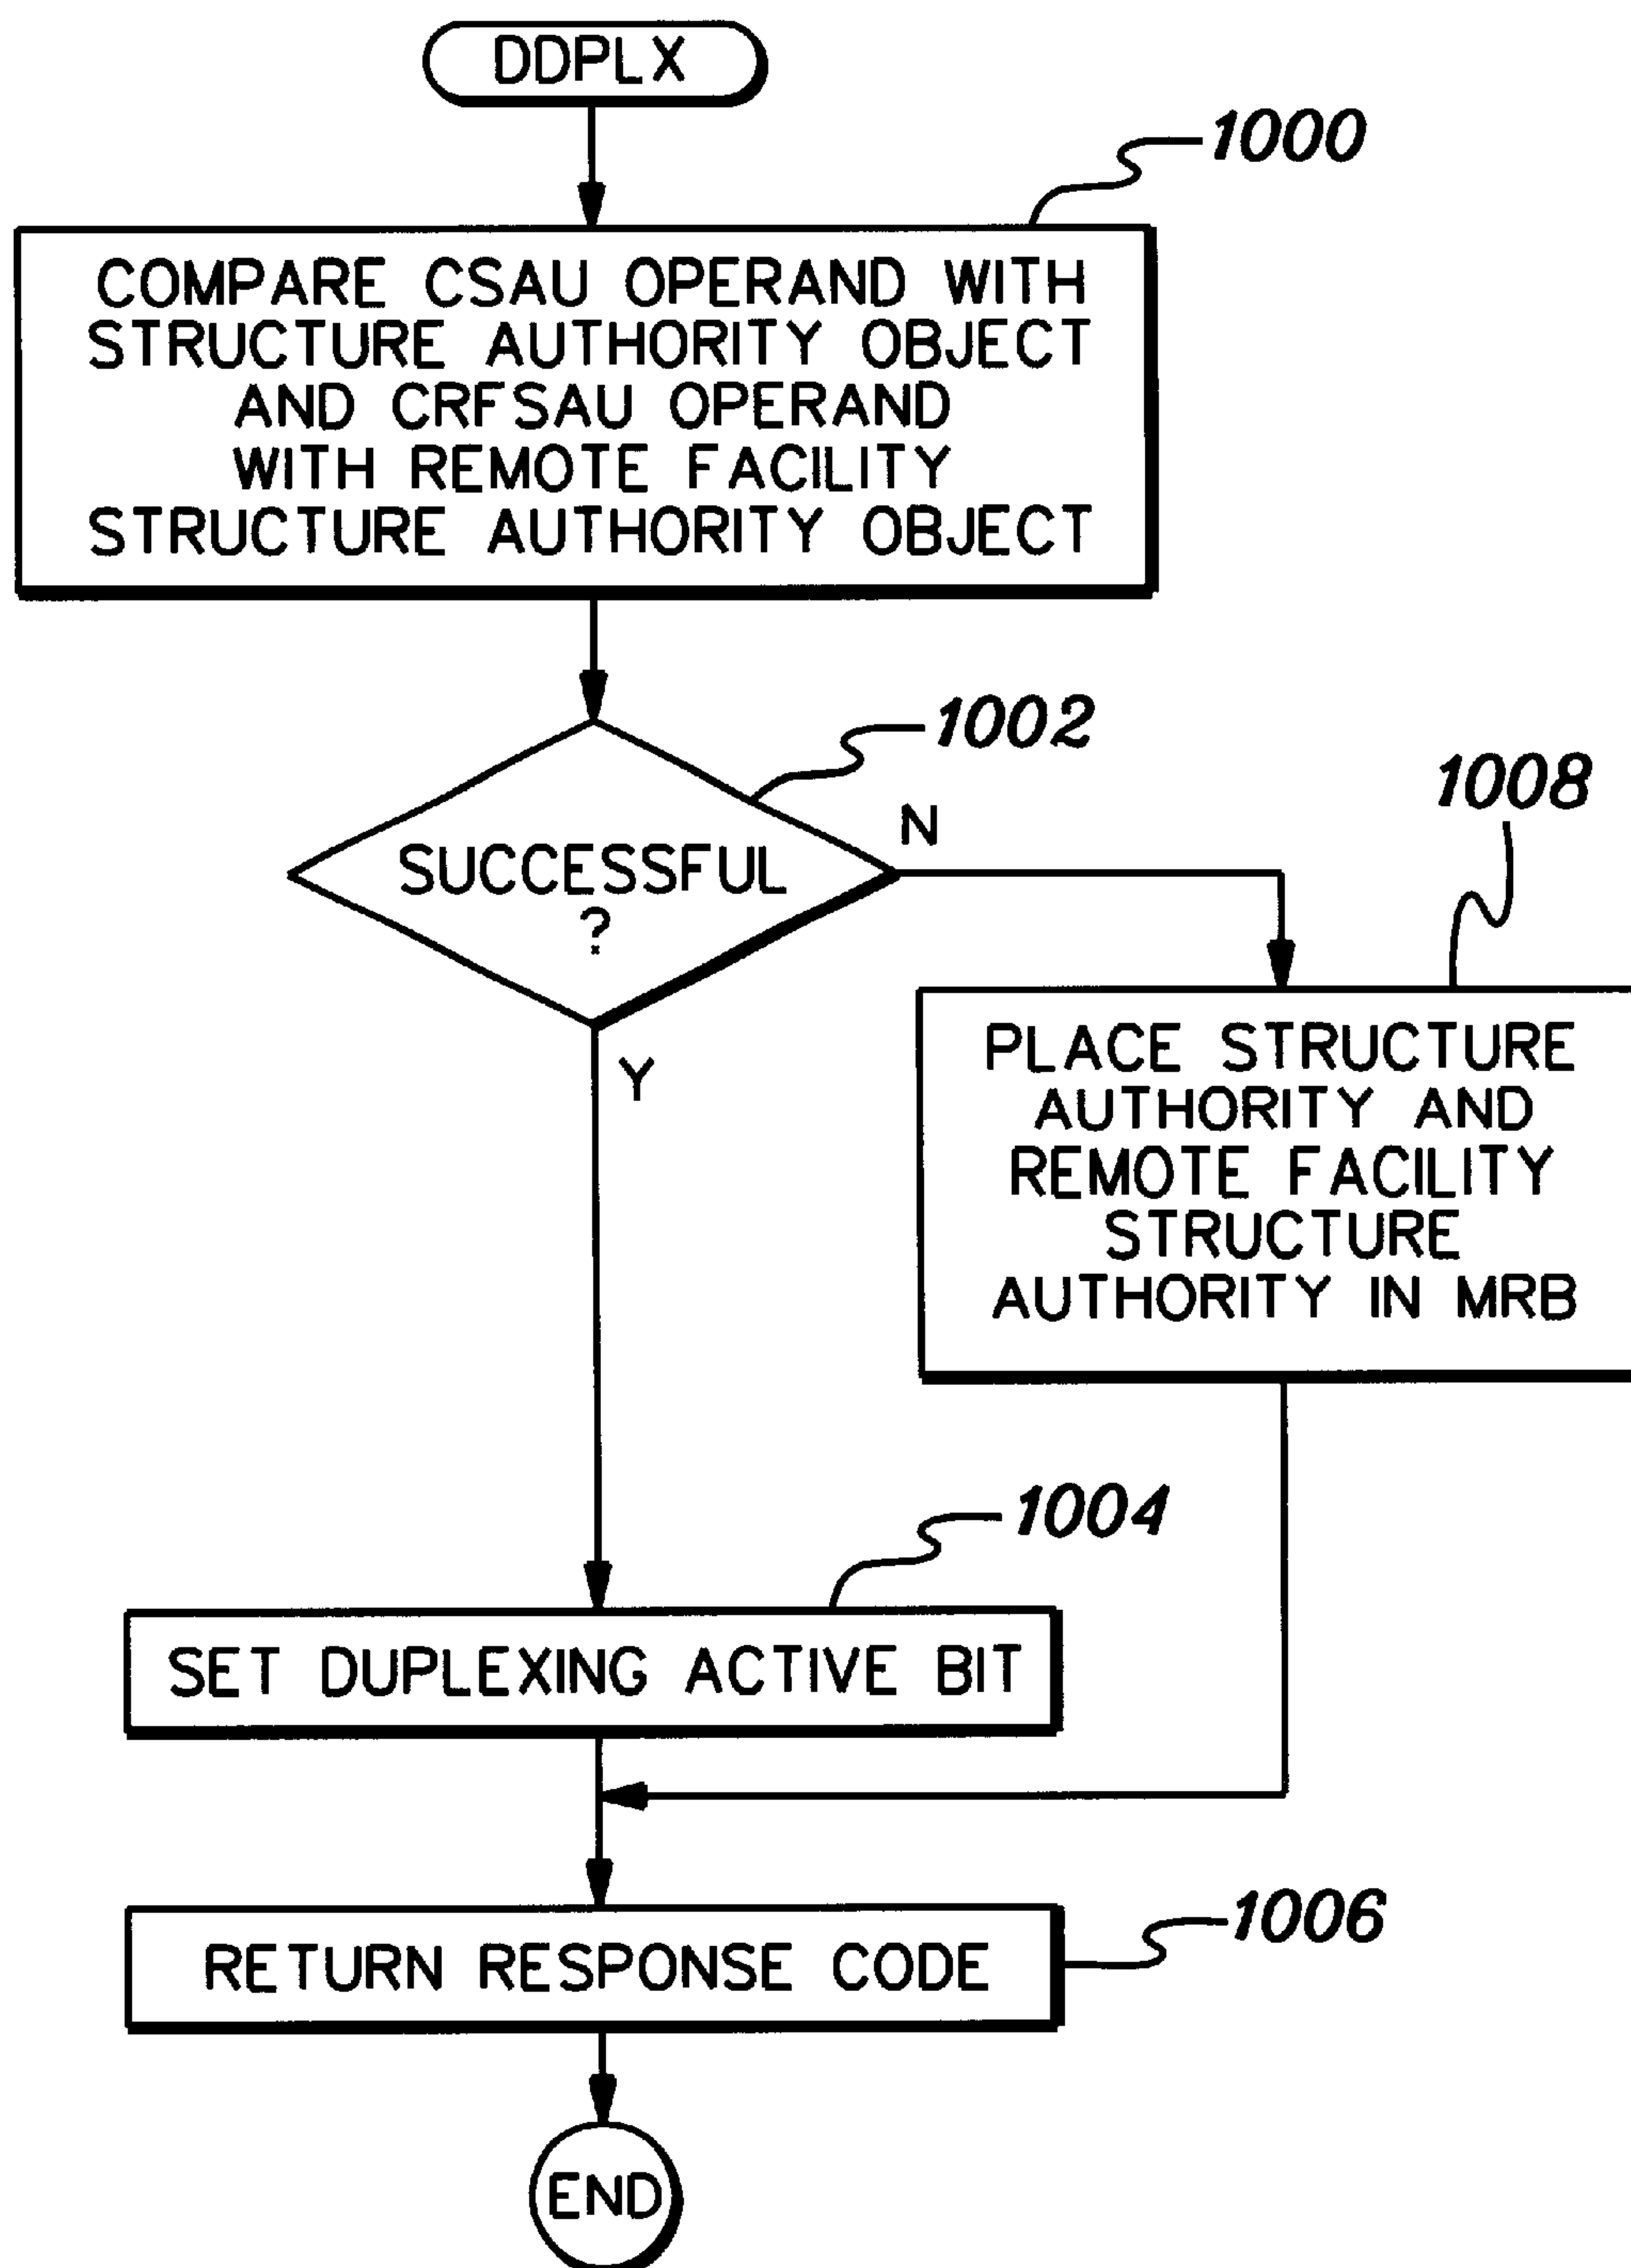 DDPLX
1000
COMPARE CSAU OPERAND WITH
STRUCTURE AUTHORITY OBJECT
AND CRFSAU OPERAND
WITH REMOTE FACILITY
STRUCTURE AUTHORITY OBJECT
1002
SUCCESSFUL
?
N
Y
1008
PLACE STRUCTURE
AUTHORITY AND
REMOTE FACILITY
STRUCTURE
AUTHORITY IN MRB
1004
SET DUPLEXING ACTIVE BIT
1006
RETURN RESPONSE CODE
END